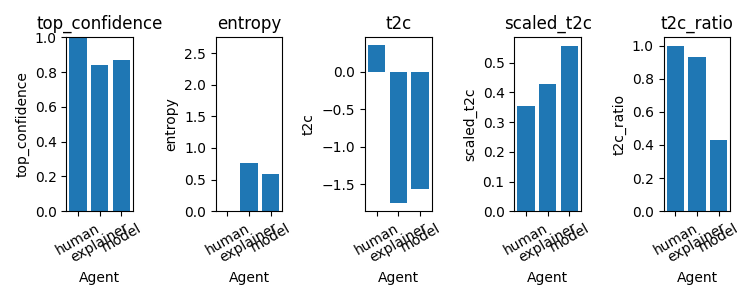 top_confidence
top_confidence
1.0
0.8
0.6
0.4
0.2
0.0
human
explainer
model
Agent
entropy
entropy
2.5
2.0
1.5
1.0
0.5
0.0
human
explainer
model
Agent
t2c
t2c
0.0
−0.5
−1.0
−1.5
human
explainer
model
Agent
scaled_t2c
scaled_t2c
0.5
0.4
0.3
0.2
0.1
0.0
human
explainer
model
Agent
t2c_ratio
t2c_ratio
1.0
0.8
0.6
0.4
0.2
0.0
human
explainer
model
Agent